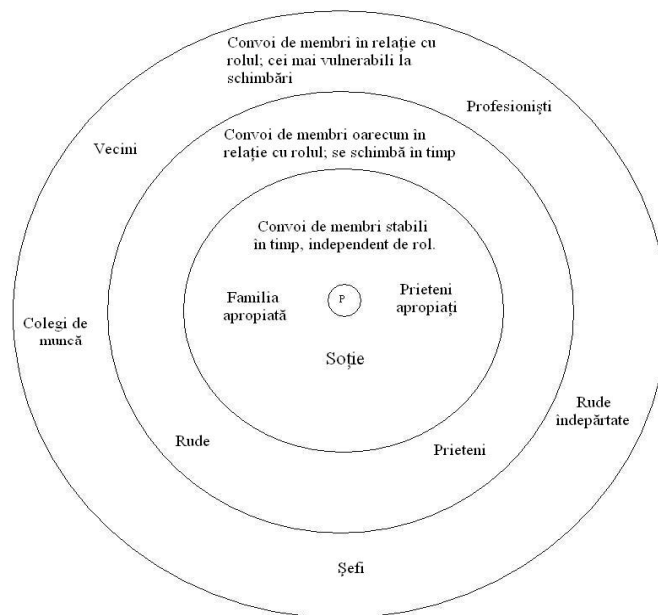 Convoi de membri în relație cu
rolul; cei mai vulnerabili la
schimbări
Profesioniști
Vecini
Convoi de membri oarecum în
relație cu rolul; se schimbă in timp
Convoi de membri stabili
în timp, independent de rol.
Familia
apropiată
P
Prieteni
apropiați
Colegi de
muncă
Soție
Rude
îndepărtate
Rude
Prieteni
Șefi